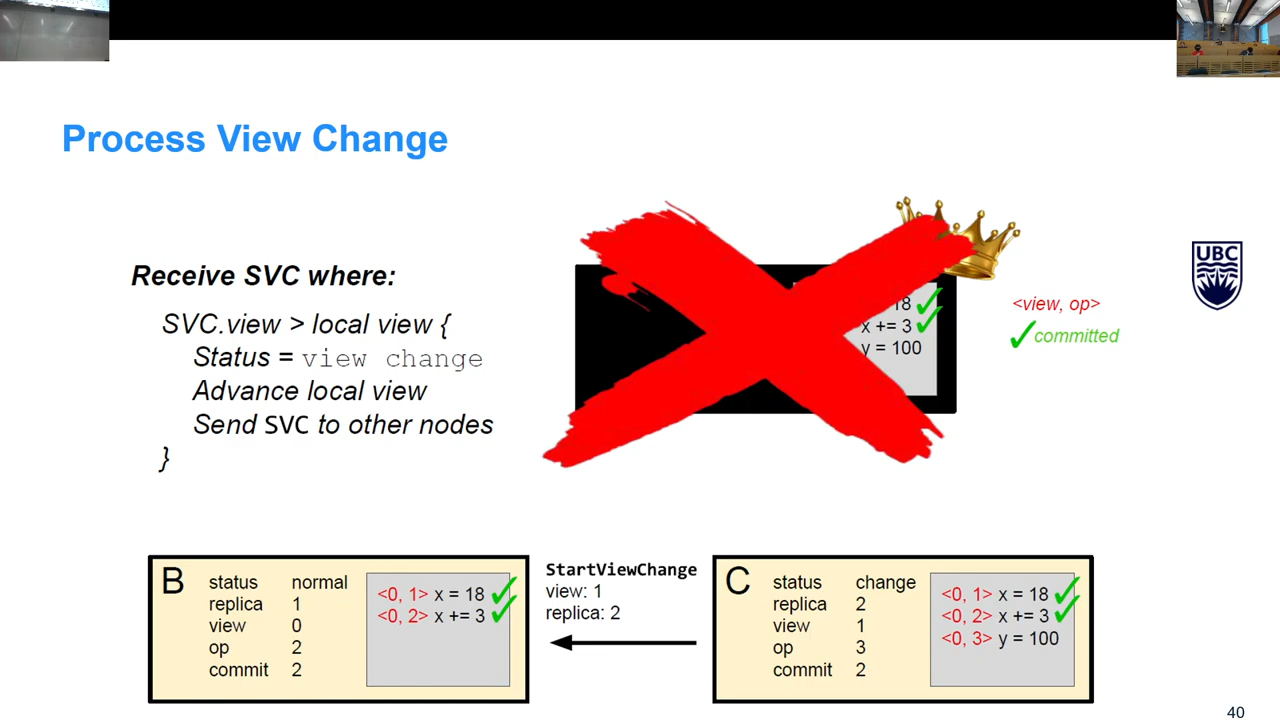 Process View Change
Receive SVC where:
SVC.view > local view {
Status = view change
Advance local view
Send SVC to other nodes
}
18
x += 3
y = 100
<view, op>
committed
UBC
B
status normal
replica 1
view 0
op 2
commit 2
<0, 1> x = 18
<0, 2> x += 3
StartViewChange
view: 1
replica: 2
C
status change
replica 2
view 1
op 3
commit 2
<0, 1> x = 18
<0, 2> x += 3
<0, 3> y = 100
40